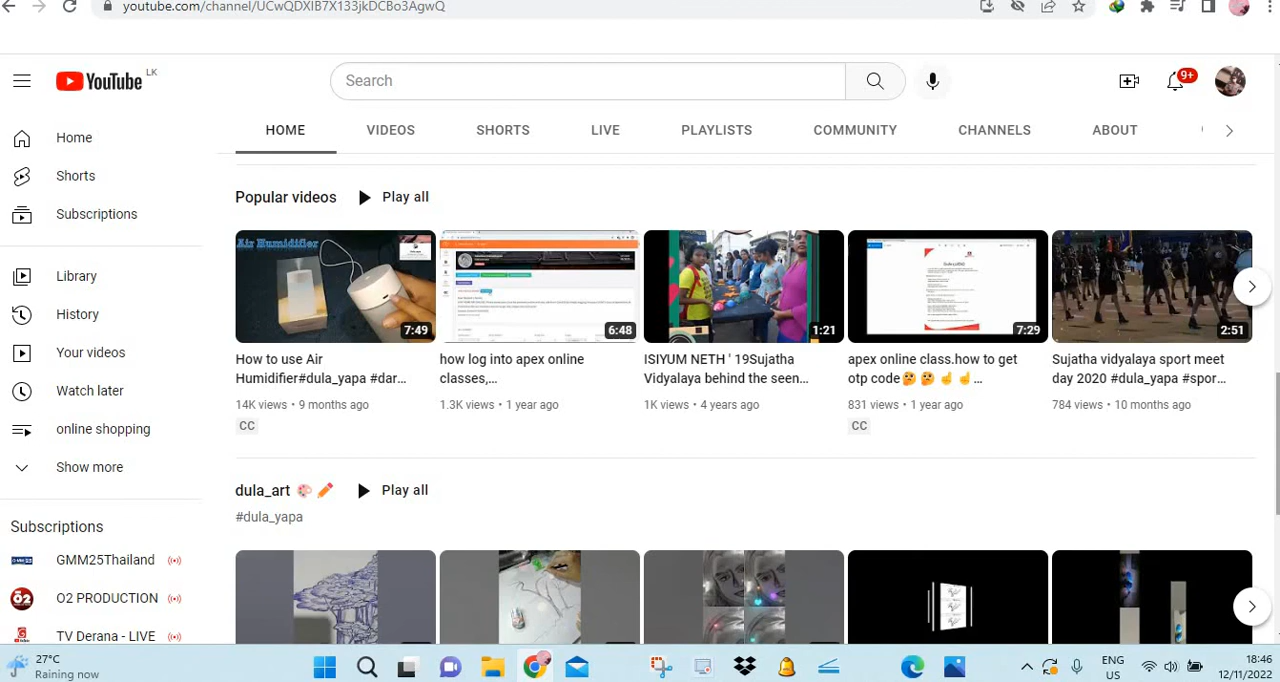 youtube.com/channel/UCwQDXlB7X133jkDCBo3AgwQ
YouTube LK
Search
9+
HOME VIDEOS SHORTS LIVE PLAYLISTS COMMUNITY CHANNELS ABOUT
Home
Shorts
Subscriptions
Library
History
Your videos
Watch later
online shopping
Show more
Subscriptions
GMM25Thailand
O2 PRODUCTION
TV Derana - LIVE
Popular videos Play all
Air Humidifier
7:49
How to use Air
Humidifier#dula_yapa #dar...
14K views • 9 months ago
CC
6:48
how log into apex online
classes,...
1.3K views • 1 year ago
1:21
ISIYUM NETH ' 19Sujatha
Vidyalaya behind the seen...
1K views • 4 years ago
7:29
apex online class.how to get
otp code🤔 🤔 ☝ ☝...
831 views • 1 year ago
CC
2:51
Sujatha vidyalaya sport meet
day 2020 #dula_yapa #spor...
784 views • 10 months ago
dula_art 🎨 🖍 Play all
#dula_yapa
27°C
Raining now
ENG
US
18:46
12/11/2022